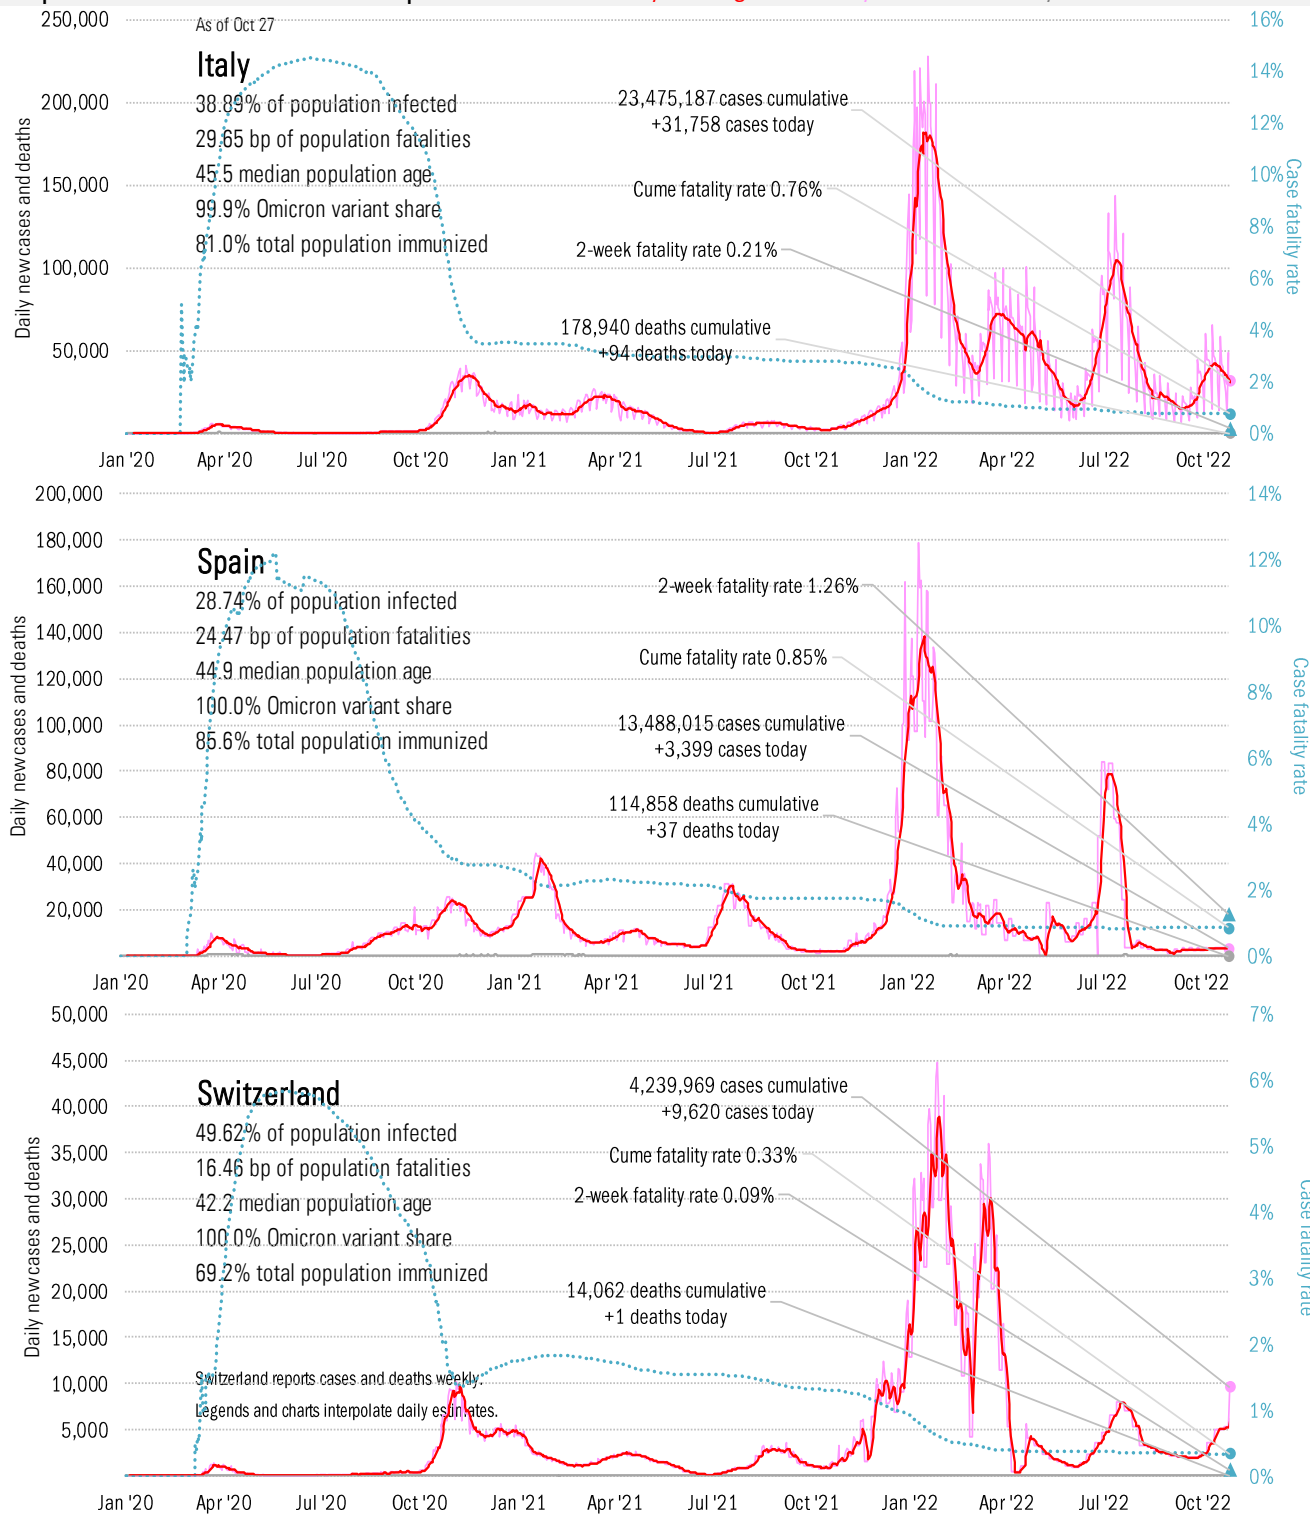 As of Oct 27
Italy
38.89% of population infected
29.65 bp of population fatalities
45.5 median population age
99.9% Omicron variant share
81.0% total population immunized
23,475,187 cases cumulative
+31,758 cases today
Cume fatality rate 0.76%
2-week fatality rate 0.21%
178,940 deaths cumulative
+94 deaths today
Daily new cases and deaths
250,000
200,000
150,000
100,000
50,000
16%
14%
12%
10%
8%
6%
4%
2%
0%
Case fatality rate
Jan '20 Apr '20 Jul '20 Oct '20 Jan '21 Apr '21 Jul '21 Oct '21 Jan '22 Apr '22 Jul '22 Oct '22
Spain
28.74% of population infected
24.47 bp of population fatalities
44.9 median population age
100.0% Omicron variant share
85.6% total population immunized
2-week fatality rate 1.26%
Cume fatality rate 0.85%
13,488,015 cases cumulative
+3,399 cases today
114,858 deaths cumulative
+37 deaths today
Daily new cases and deaths
200,000
180,000
160,000
140,000
120,000
100,000
80,000
60,000
40,000
20,000
14%
12%
10%
8%
6%
4%
2%
0%
Case fatality rate
Jan '20 Apr '20 Jul '20 Oct '20 Jan '21 Apr '21 Jul '21 Oct '21 Jan '22 Apr '22 Jul '22 Oct '22
Switzerland
49.62% of population infected
16.46 bp of population fatalities
42.2 median population age
100.0% Omicron variant share
69.2% total population immunized
Switzerland reports cases and deaths weekly.
Legends and charts interpolate daily estimates.
4,239,969 cases cumulative
+9,620 cases today
Cume fatality rate 0.33%
2-week fatality rate 0.09%
14,062 deaths cumulative
+1 deaths today
Daily new cases and deaths
50,000
45,000
40,000
35,000
30,000
25,000
20,000
15,000
10,000
5,000
7%
6%
5%
4%
3%
2%
1%
0%
Case fatality rate
Jan '20 Apr '20 Jul '20 Oct '20 Jan '21 Apr '21 Jul '21 Oct '21 Jan '22 Apr '22 Jul '22 Oct '22